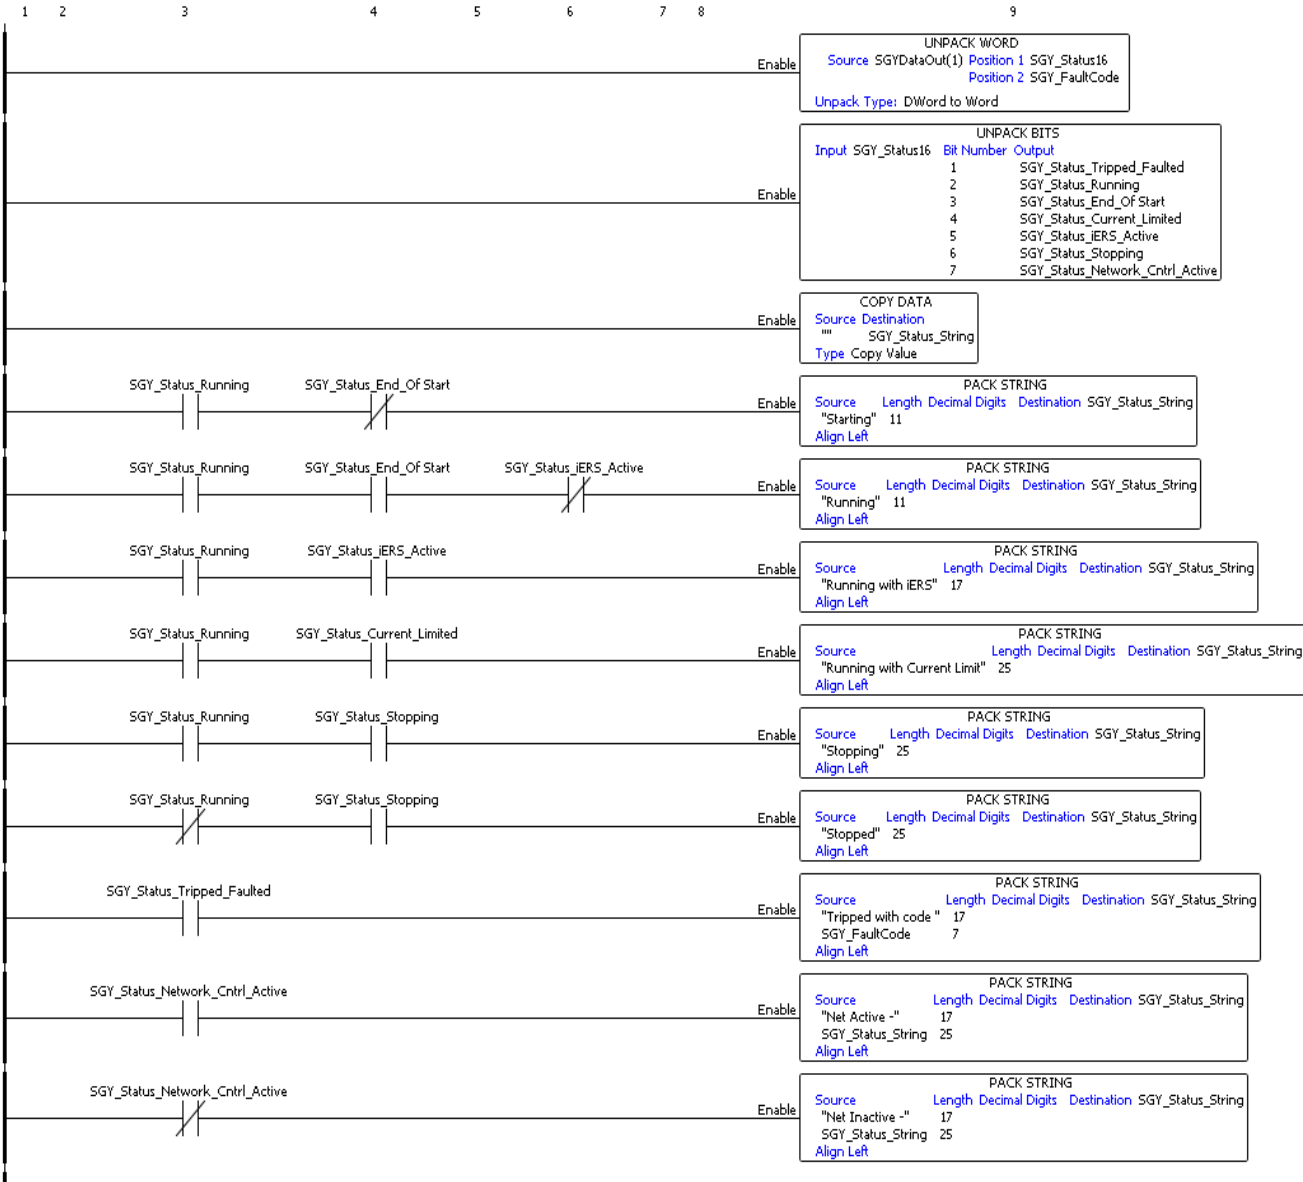 1 2 3 4 5 6 7 8 9
UNPACK WORD
Enable Source SGYDataOut(1) Position 1 SGY_Status16
Position 2 SGY_FaultCode
Unpack Type: DWord to Word
UNPACK BITS
Input SGY_Status16 Bit Number Output
1 SGY_Status_Tripped_Faulted
Enable 2 SGY_Status_Running
3 SGY_Status_End_Of Start
4 SGY_Status_Current_Limited
5 SGY_Status_iERS_Active
6 SGY_Status_Stopping
7 SGY_Status_Network_Cntrl_Active
COPY DATA
Enable Source Destination
"" SGY_Status_String
Type Copy Value
SGY_Status_Running SGY_Status_End_Of Start PACK STRING
Enable Source Length Decimal Digits Destination SGY_Status_String
"Starting" 11
Align Left
SGY_Status_Running SGY_Status_End_Of Start SGY_Status_iERS_Active PACK STRING
Enable Source Length Decimal Digits Destination SGY_Status_String
"Running" 11
Align Left
SGY_Status_Running SGY_Status_iERS_Active PACK STRING
Enable Source Length Decimal Digits Destination SGY_Status_String
"Running with iERS" 17
Align Left
SGY_Status_Running SGY_Status_Current_Limited PACK STRING
Enable Source Length Decimal Digits Destination SGY_Status_String
"Running with Current Limit" 25
Align Left
SGY_Status_Running SGY_Status_Stopping PACK STRING
Enable Source Length Decimal Digits Destination SGY_Status_String
"Stopping" 25
Align Left
SGY_Status_Running SGY_Status_Stopping PACK STRING
Enable Source Length Decimal Digits Destination SGY_Status_String
"Stopped" 25
Align Left
SGY_Status_Tripped_Faulted PACK STRING
Enable Source Length Decimal Digits Destination SGY_Status_String
"Tripped with code " 17
SGY_FaultCode 7
Align Left
SGY_Status_Network_Cntrl_Active PACK STRING
Enable Source Length Decimal Digits Destination SGY_Status_String
"Net Active -" 17
SGY_Status_String 25
Align Left
SGY_Status_Network_Cntrl_Active PACK STRING
Enable Source Length Decimal Digits Destination SGY_Status_String
"Net Inactive -" 17
SGY_Status_String 25
Align Left